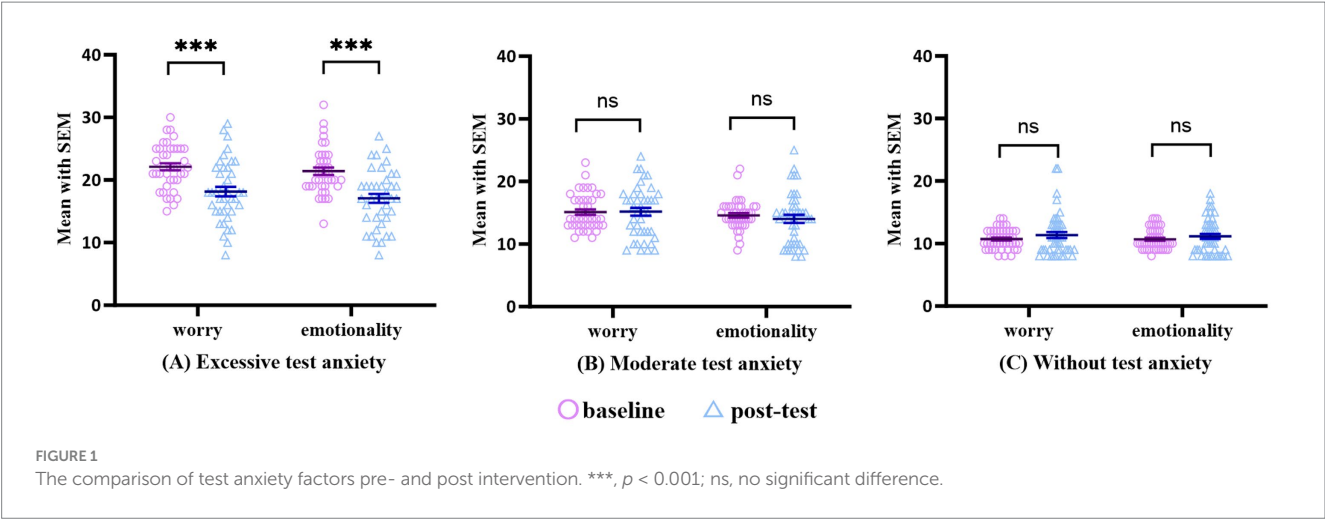 ***
***
40
30
20
10
0
Mean with SEM
worry
emotionality
(A) Excessive test anxiety
ns
ns
40
30
20
10
0
Mean with SEM
worry
emotionality
(B) Moderate test anxiety
ns
ns
40
30
20
10
0
Mean with SEM
worry
emotionality
(C) Without test anxiety
baseline
post-test
FIGURE 1
The comparison of test anxiety factors pre- and post intervention. ***, p < 0.001; ns, no significant difference.